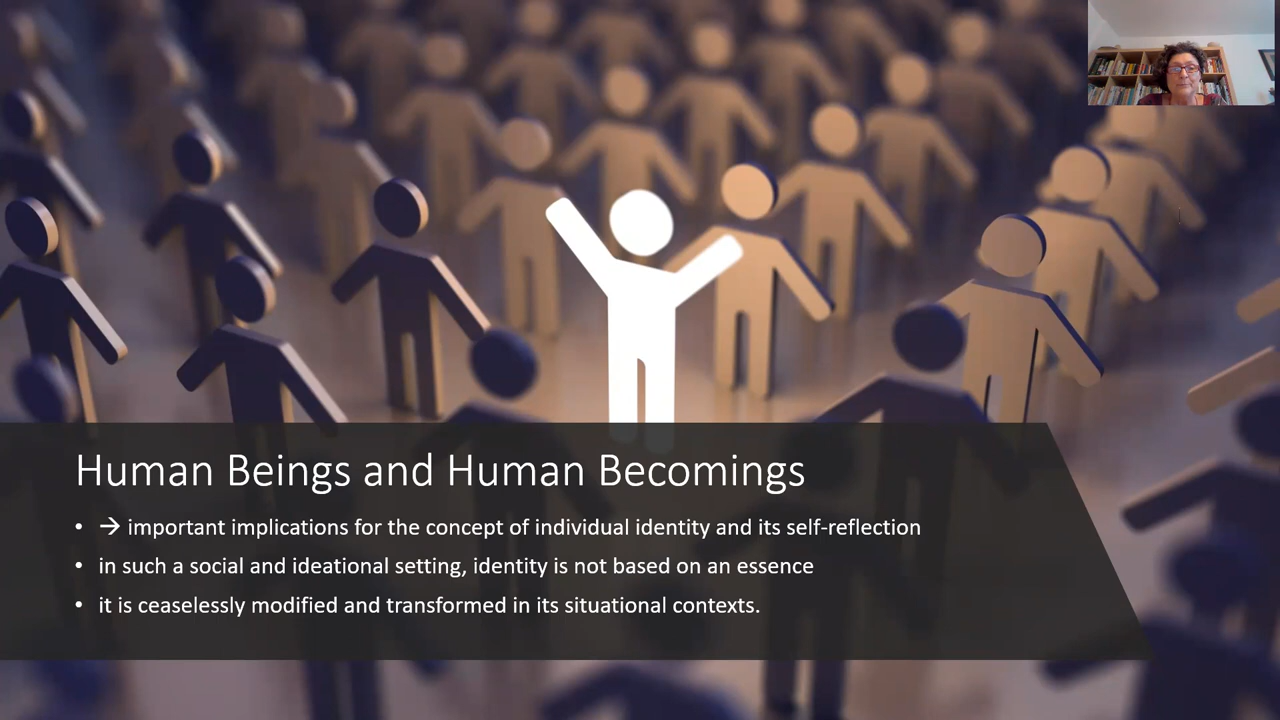 Human Beings and Human Becomings
• → important implications for the concept of individual identity and its self-reflection
• in such a social and ideational setting, identity is not based on an essence
• it is ceaselessly modified and transformed in its situational contexts.